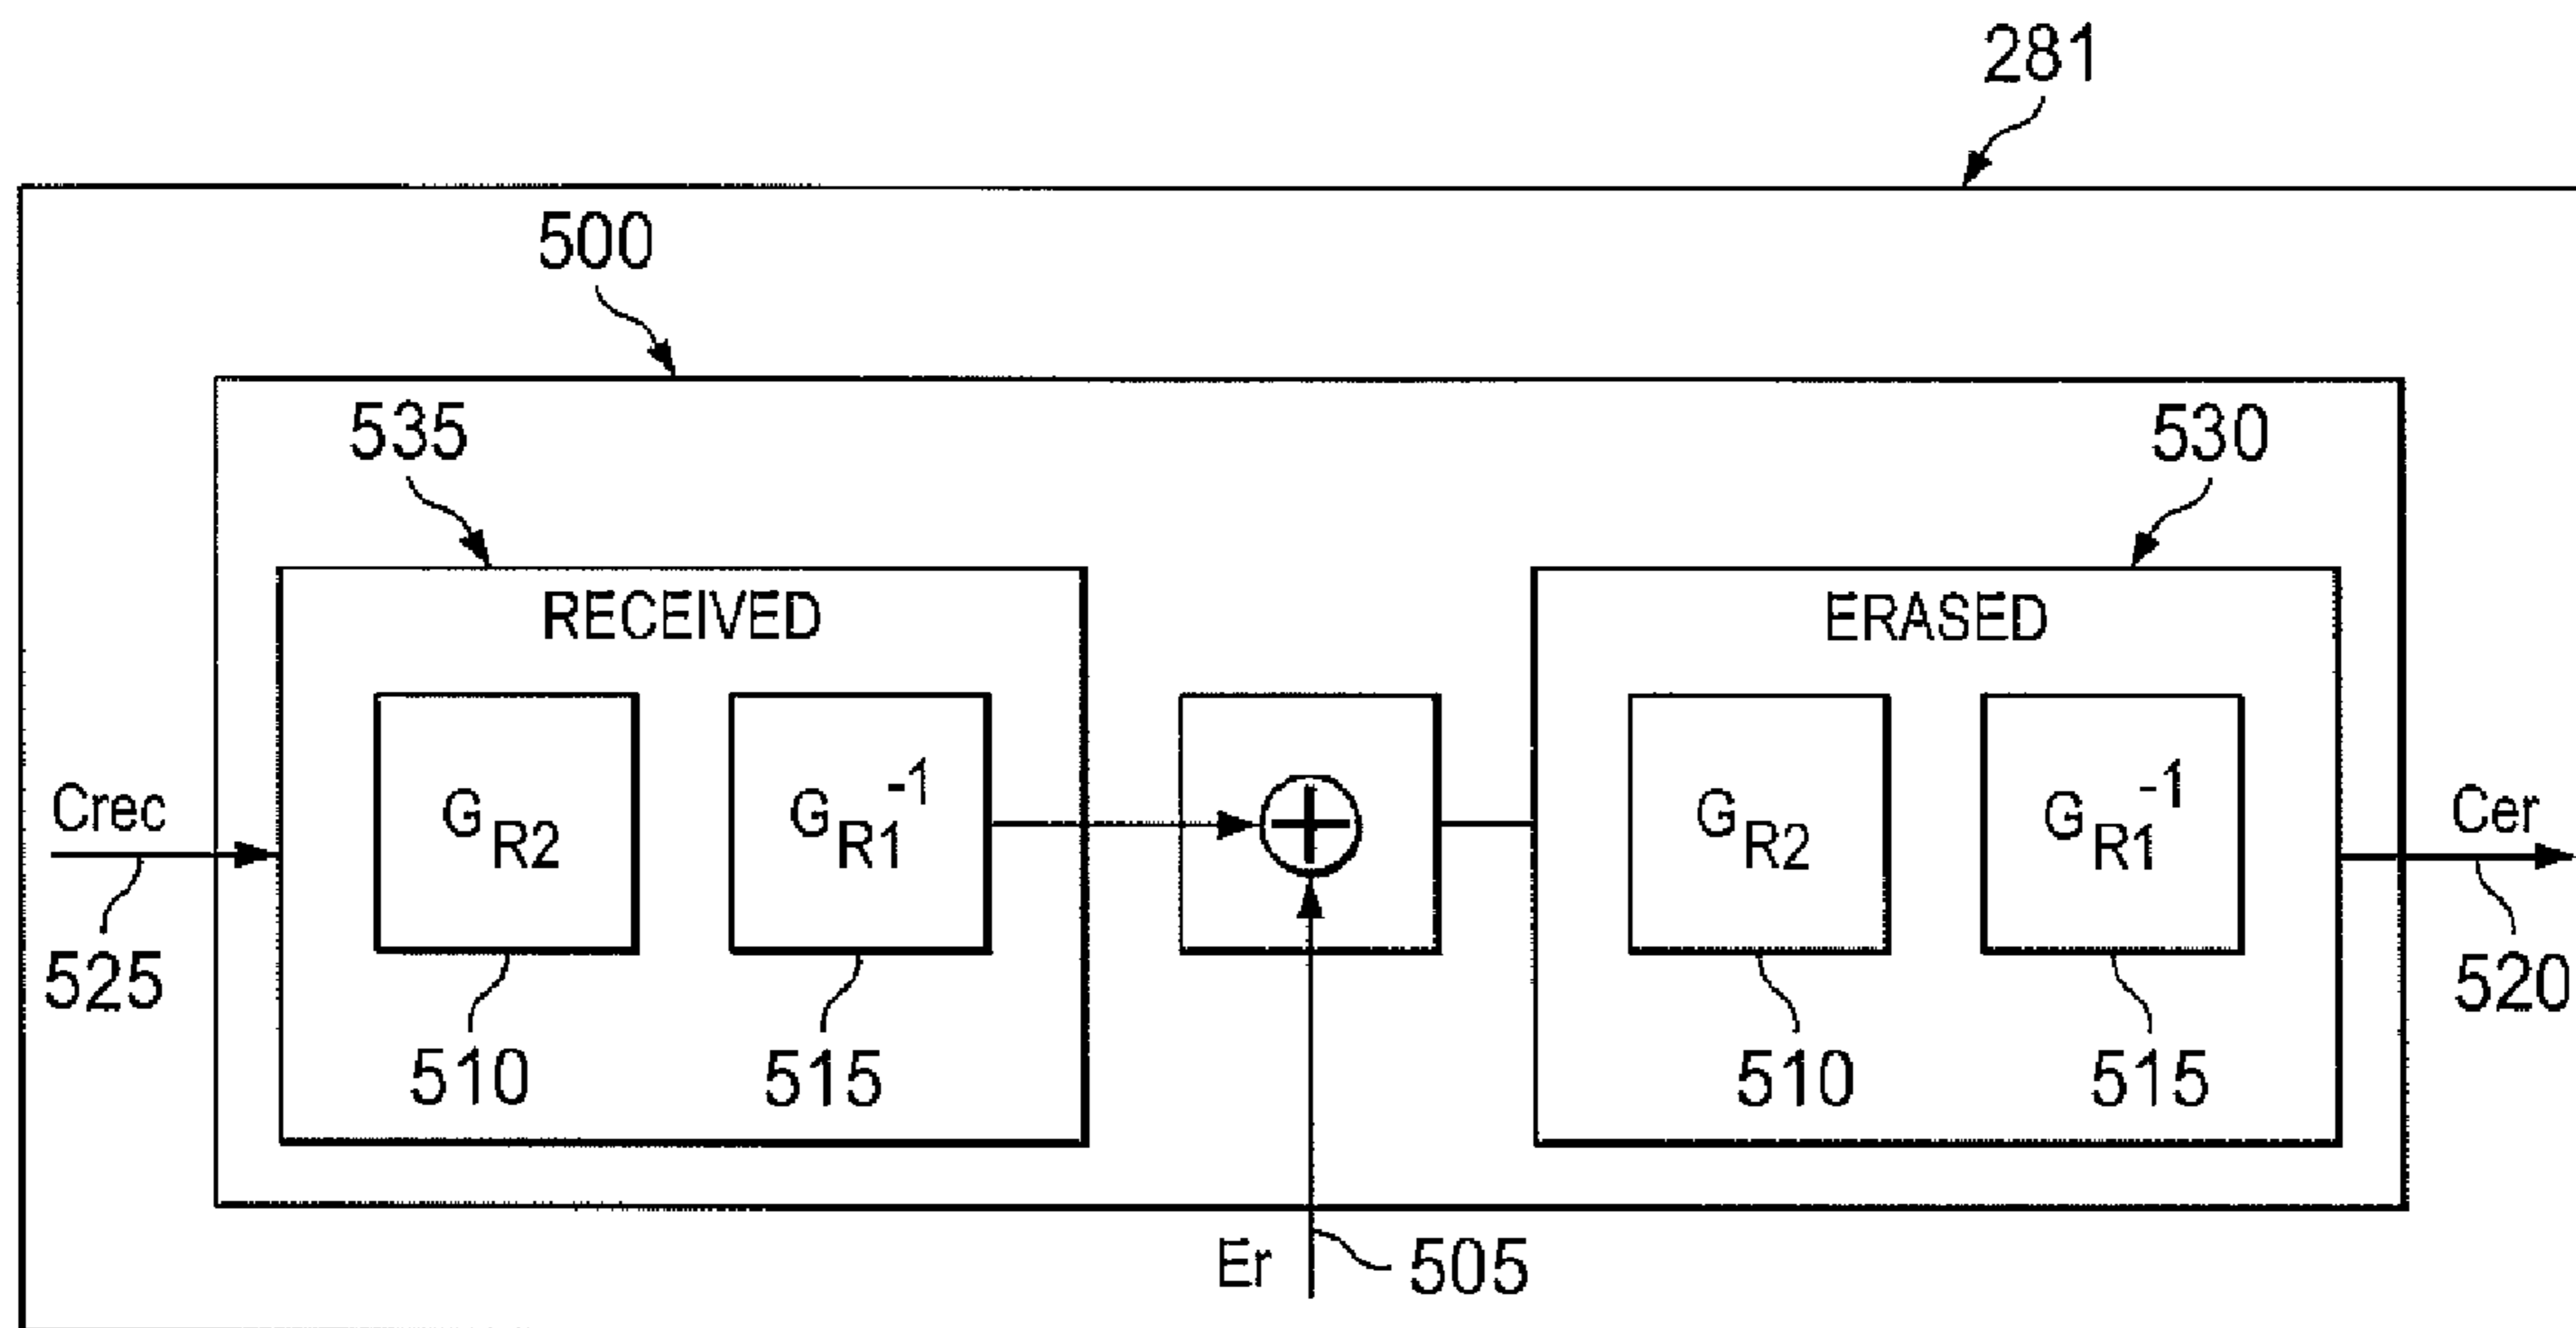 281
500
535
530
RECEIVED
ERASED
Crec
G R2
G R1 -1
G R2
G R1 -1
Cer
525
510
515
510
515
520
Er
505